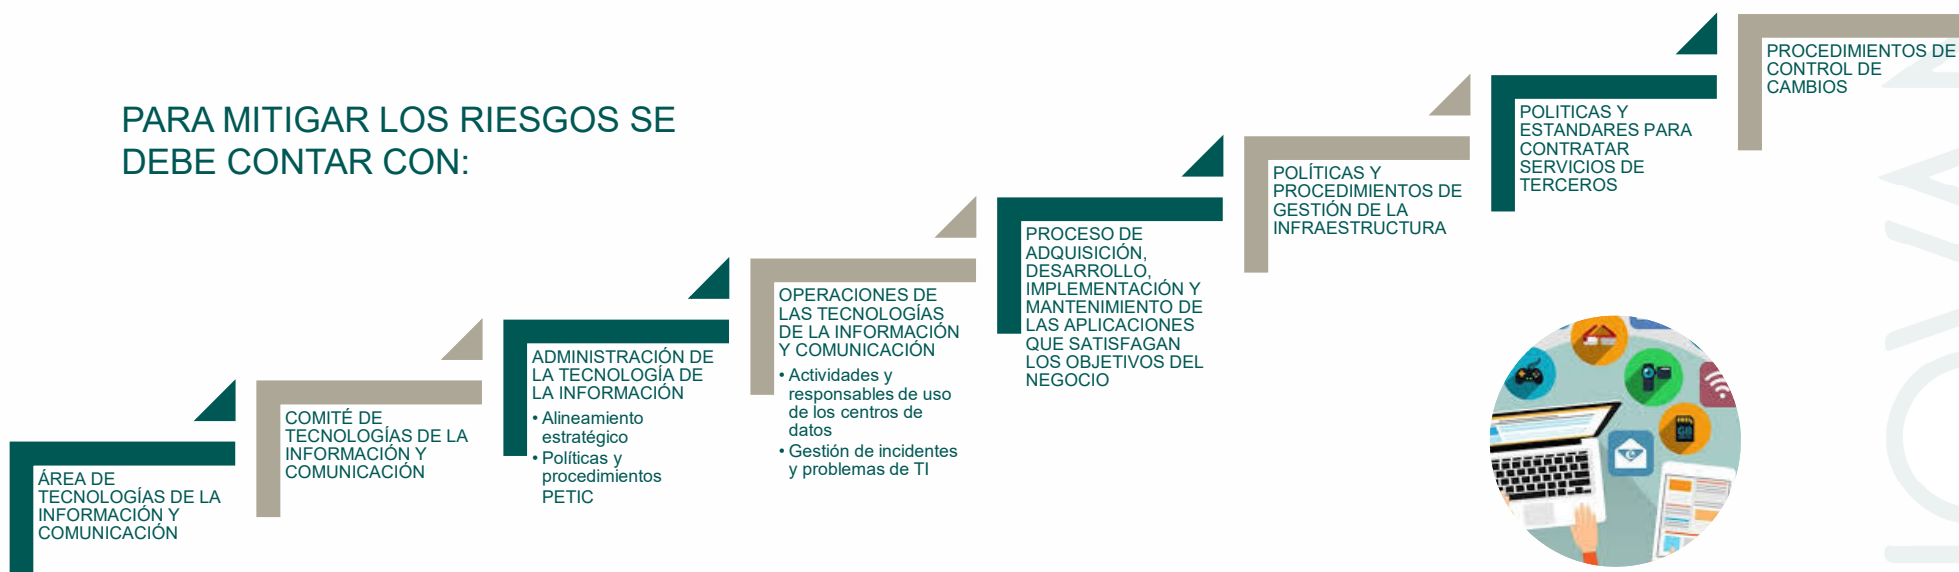 PARA MITIGAR LOS RIESGOS SE
DEBE CONTAR CON:
ÁREA DE
TECNOLOGÍAS DE LA
INFORMACIÓN Y
COMUNICACIÓN
COMITÉ DE
TECNOLOGÍAS DE LA
INFORMACIÓN Y
COMUNICACIÓN
ADMINISTRACIÓN DE
LA TECNOLOGÍA DE
LA INFORMACIÓN
• Alineamiento
estratégico
• Políticas y
procedimientos
PETIC
OPERACIONES DE
LAS TECNOLOGÍAS
DE LA INFORMACIÓN
Y COMUNICACIÓN
• Actividades y
responsables de uso
de los centros de
datos
• Gestión de incidentes
y problemas de TI
PROCESO DE
ADQUISICIÓN,
DESARROLLO,
IMPLEMENTACIÓN Y
MANTENIMIENTO DE
LAS APLICACIONES
QUE SATISFAGAN
LOS OBJETIVOS DEL
NEGOCIO
POLÍTICAS Y
PROCEDIMIENTOS DE
GESTIÓN DE LA
INFRAESTRUCTURA
POLITICAS Y
ESTANDARES PARA
CONTRATAR
SERVICIOS DE
TERCEROS
PROCEDIMIENTOS DE
CONTROL DE
CAMBIOS
GB